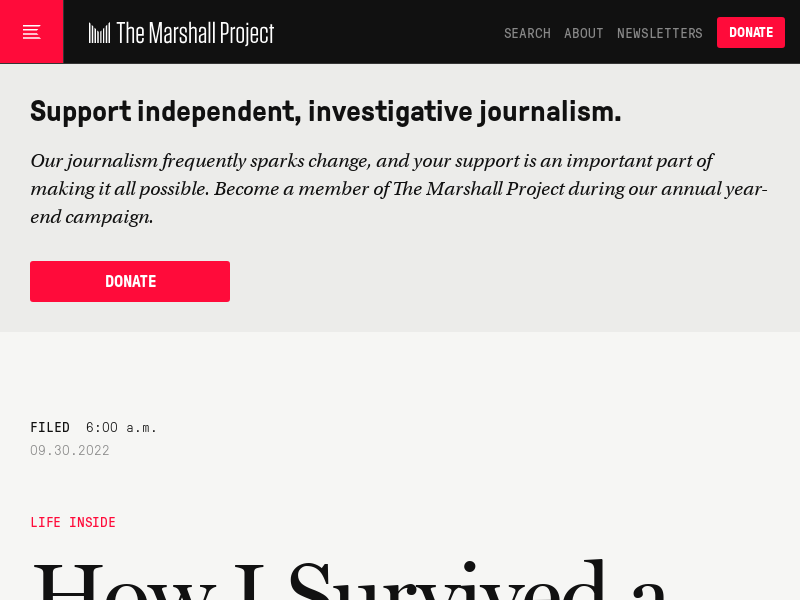 The Marshall Project
SEARCH ABOUT NEWSLETTERS DONATE
Support independent, investigative journalism.
Our journalism frequently sparks change, and your support is an important part of
making it all possible. Become a member of The Marshall Project during our annual year-
end campaign.
DONATE
FILED 6:00 a.m.
09.30.2022
LIFE INSIDE
How I Survived a